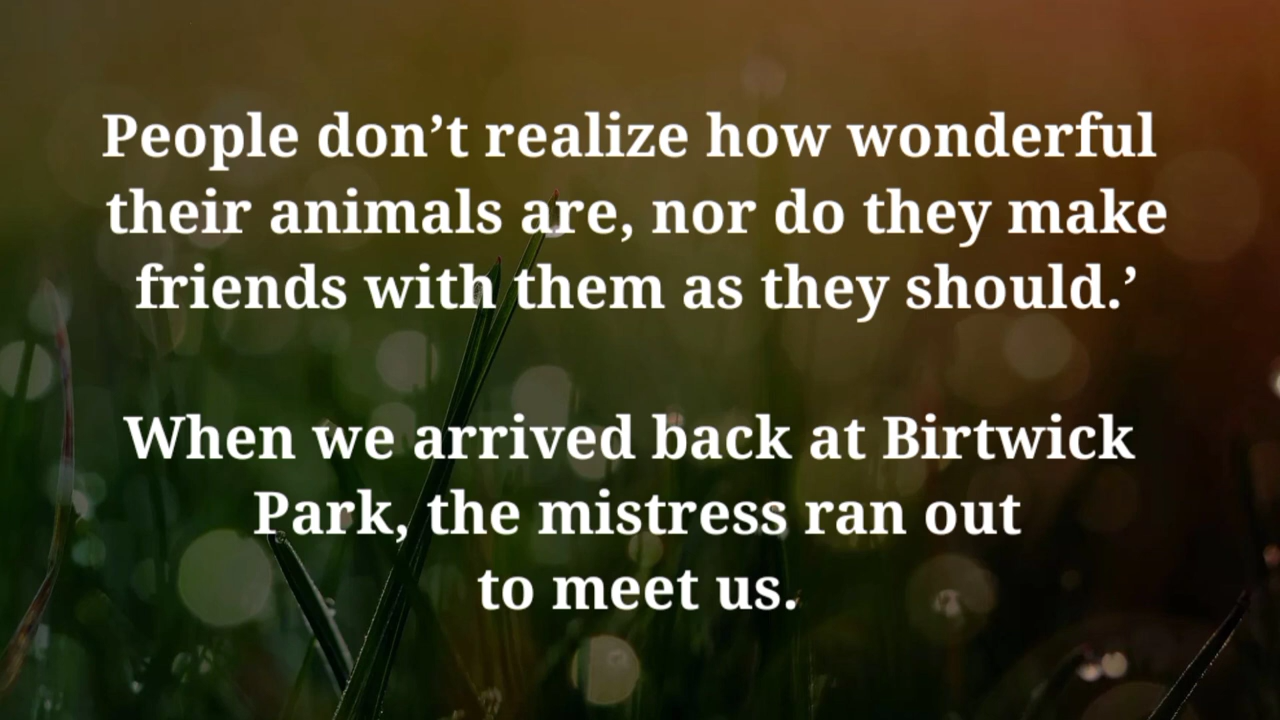 People don’t realize how wonderful
their animals are, nor do they make
friends with them as they should.’
When we arrived back at Birtwick
Park, the mistress ran out
to meet us.